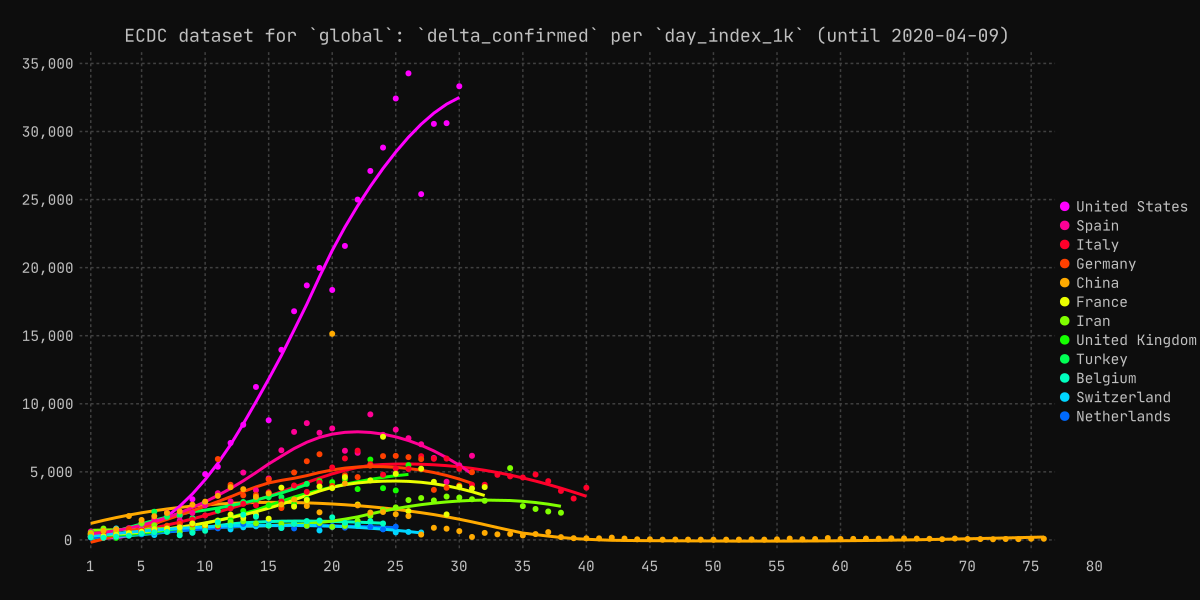 ECDC dataset for `global`: `delta_confirmed` per `day_index_1k` (until 2020-04-09)
35,000
30,000
25,000
20,000
15,000
10,000
5,000
0
1 5 10 15 20 25 30 35 40 45 50 55 60 65 70 75 80
United States
Spain
Italy
Germany
China
France
Iran
United Kingdom
Turkey
Belgium
Switzerland
Netherlands